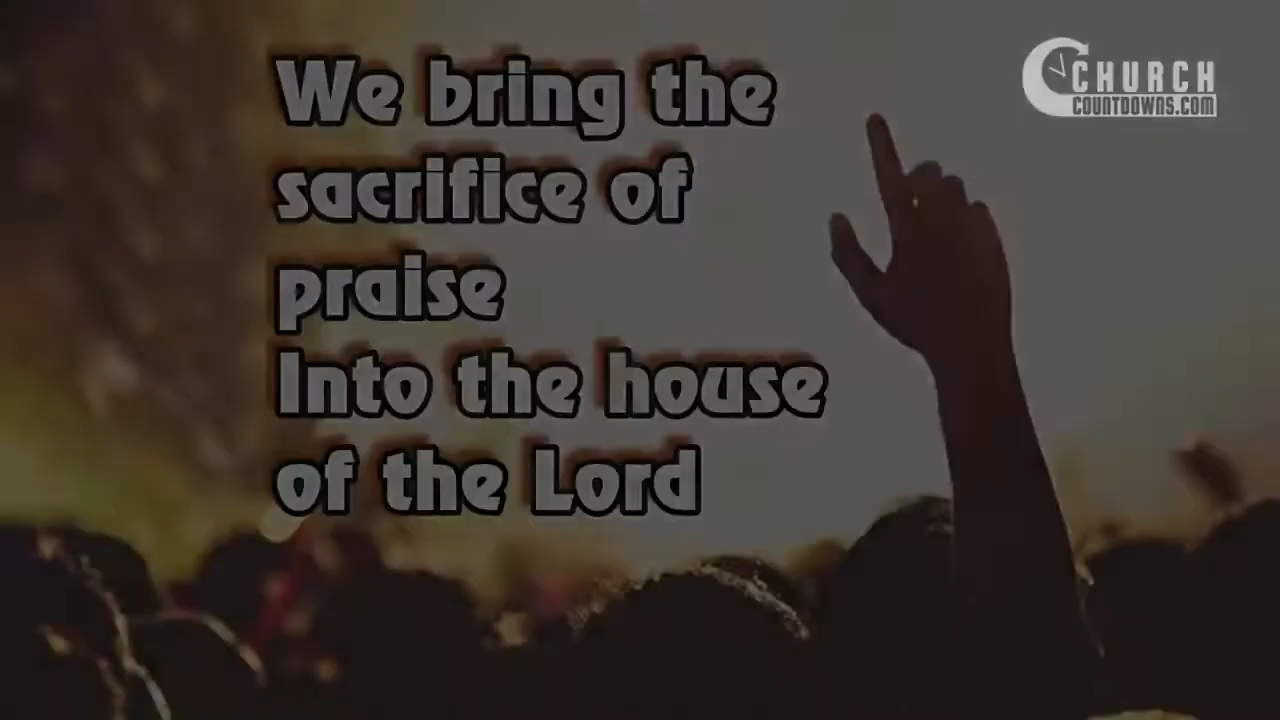 We bring the
sacrifice of
praise
Into the house
of the Lord
CHURCH
COUNTDOWNS.COM